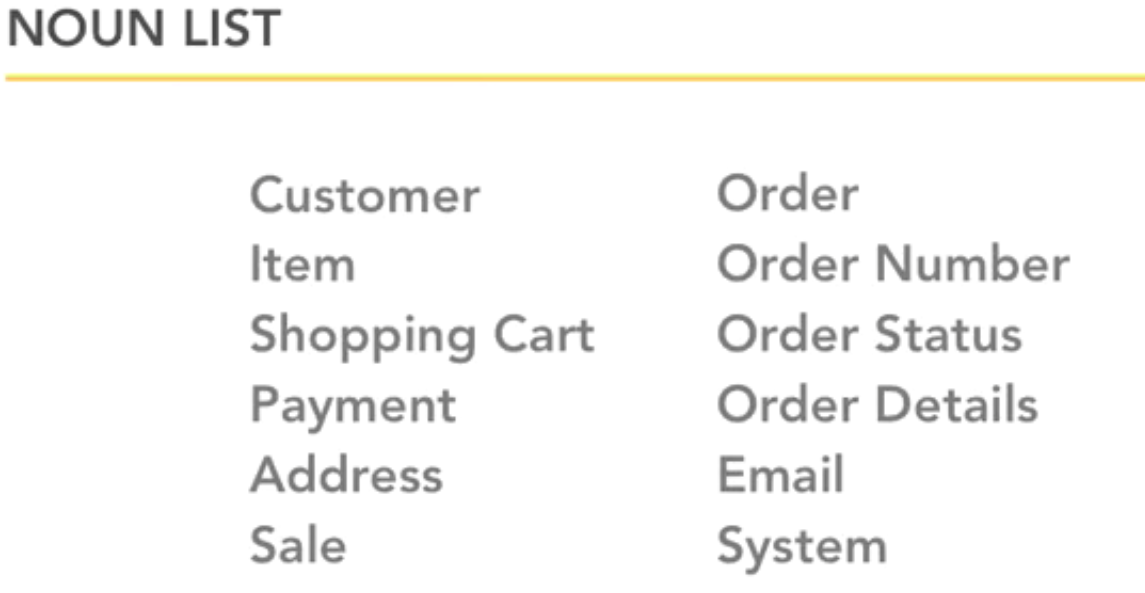 NOUN LIST
Customer
Item
Shopping Cart
Payment
Address
Sale
Order
Order Number
Order Status
Order Details
Email
System